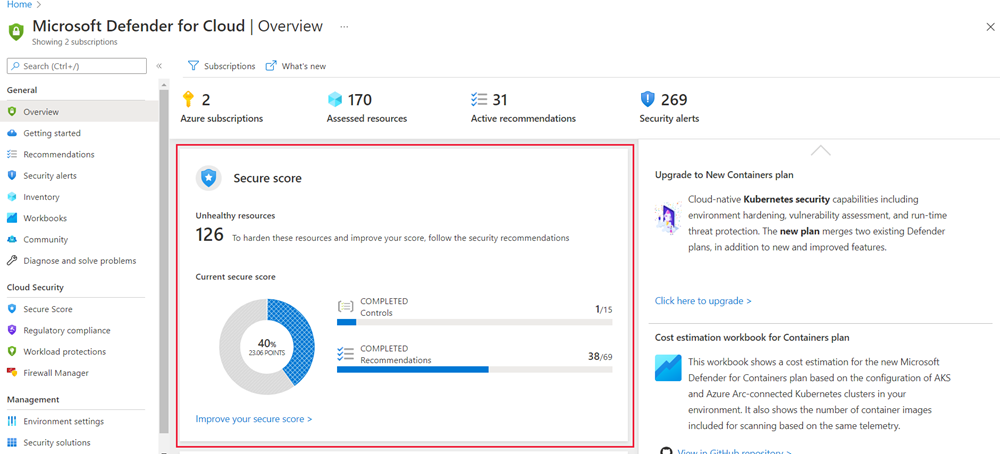 Home >
Microsoft Defender for Cloud | Overview ...
Showing 2 subscriptions
Search (Ctrl+/)
«
Subscriptions
What's new
General
Overview
Getting started
Recommendations
Security alerts
Inventory
Workbooks
Community
Diagnose and solve problems
Cloud Security
Secure Score
Regulatory compliance
Workload protections
Firewall Manager
Management
Environment settings
Security solutions
2
Azure subscriptions
170
Assessed resources
31
Active recommendations
269
Security alerts
Secure score
Unhealthy resources
126 To harden these resources and improve your score, follow the security recommendations
Current secure score
40%
23.06 POINTS
COMPLETED
Controls
1/15
COMPLETED
Recommendations
38/69
Improve your secure score >
Upgrade to New Containers plan
Cloud-native Kubernetes security capabilities including
environment hardening, vulnerability assessment, and run-time
threat protection. The new plan merges two existing Defender
plans, in addition to new and improved features.
Click here to upgrade >
Cost estimation workbook for Containers plan
This workbook shows a cost estimation for the new Microsoft
Defender for Containers plan based on the configuration of AKS
and Azure Arc-connected Kubernetes clusters in your
environment. It also shows the number of container images
included for scanning based on the same telemetry.
View in GitHub repository >